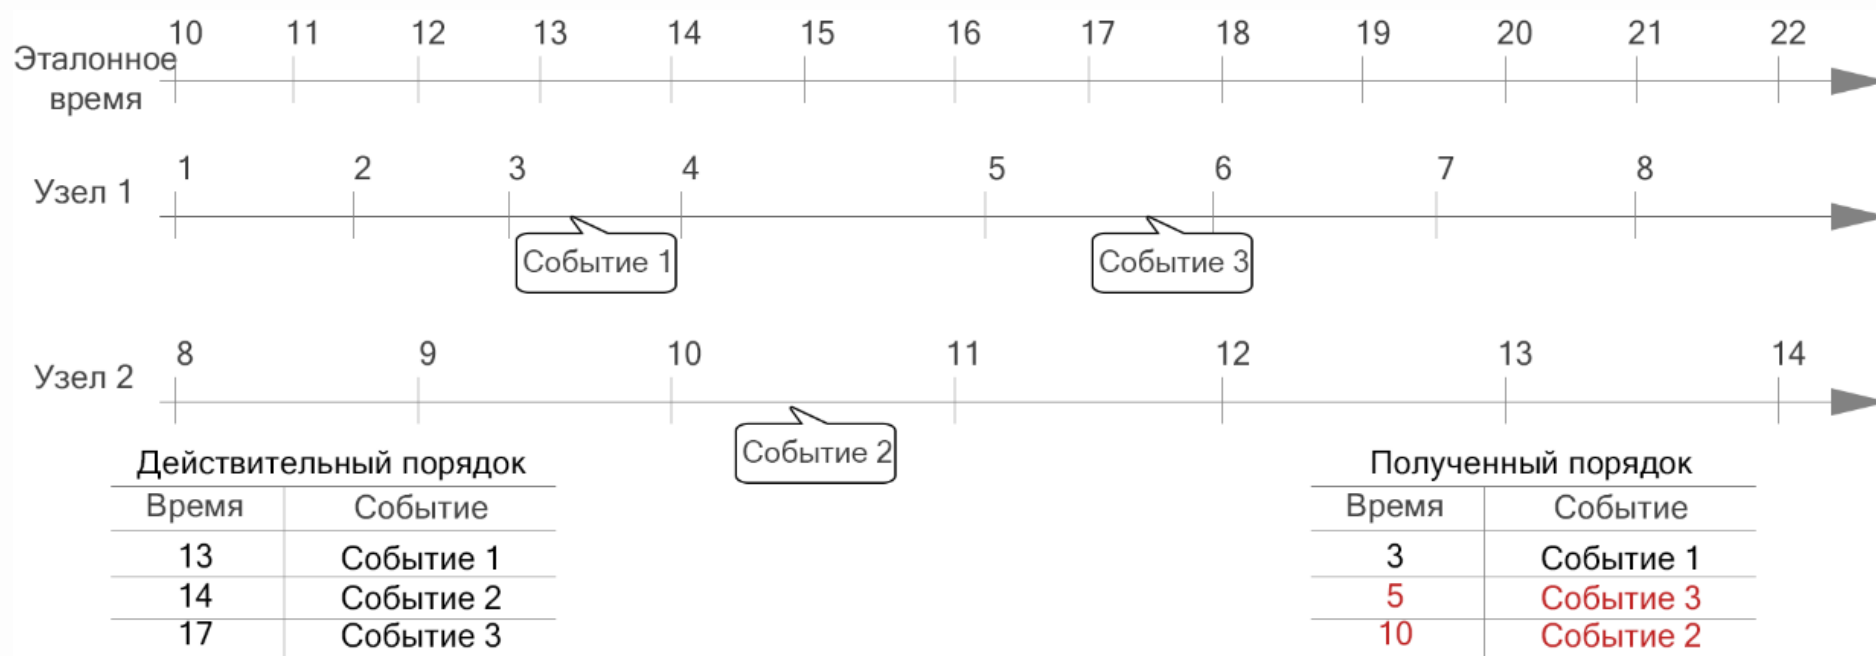 10 11 12 13 14 15 16 17 18 19 20 21 22
Эталонное
время
1 2 3 4 5 6 7 8
Узел 1
Событие 1 Событие 3
8 9 10 11 12 13 14
Узел 2
Событие 2
Действительный порядок
Время Событие
13 Событие 1
14 Событие 2
17 Событие 3
Полученный порядок
Время Событие
3 Событие 1
5 Событие 3
10 Событие 2